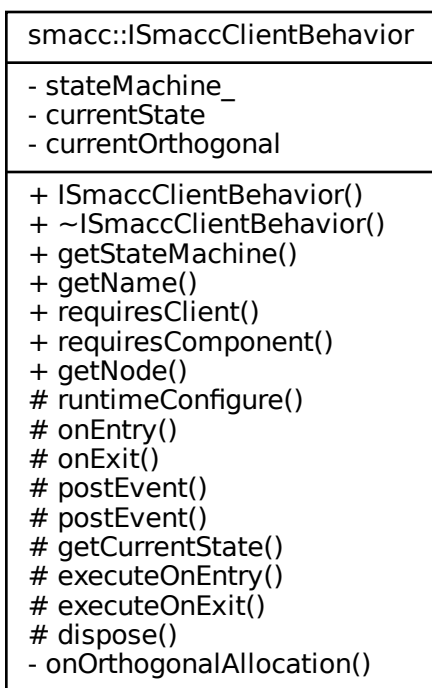 smacc::ISmaccClientBehavior
- stateMachine_
- currentState
- currentOrthogonal
+ ISmaccClientBehavior()
+ ~ISmaccClientBehavior()
+ getStateMachine()
+ getName()
+ requiresClient()
+ requiresComponent()
+ getNode()
# runtimeConfigure()
# onEntry()
# onExit()
# postEvent()
# postEvent()
# getCurrentState()
# executeOnEntry()
# executeOnExit()
# dispose()
- onOrthogonalAllocation()